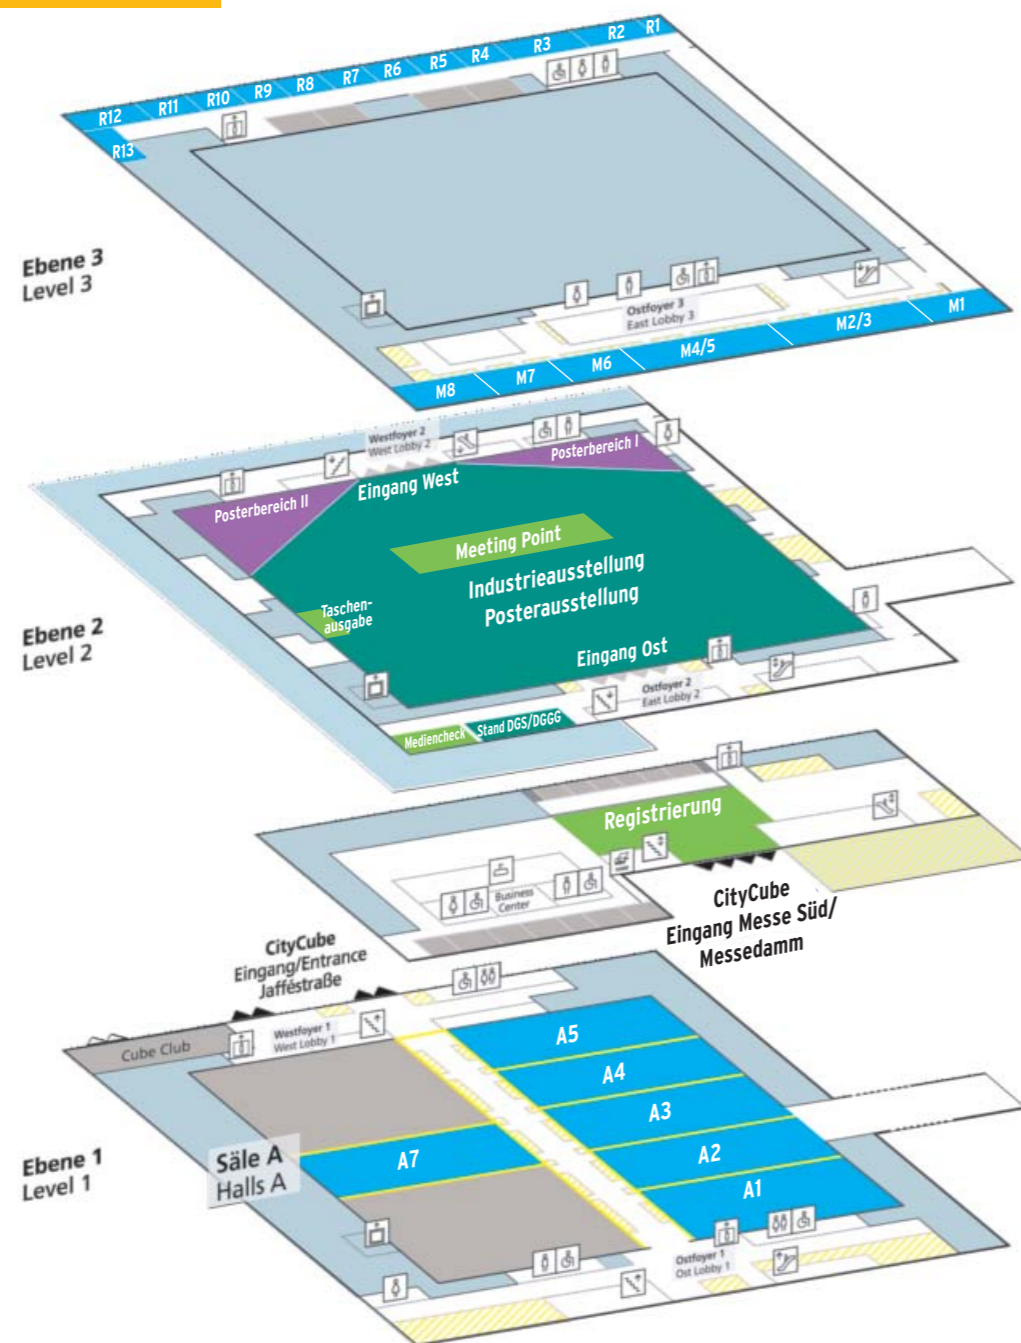 R1
R2
R3
R4
R5
R6
R7
R8
R9
R10
R11
R12
R13
Ebene 3
Level 3
Ostfoyer 3
East Lobby 3
M1
M2/3
M4/5
M6
M7
M8
Westfoyer 2
West Lobby 2
Posterbereich I
Eingang West
Posterbereich II
Meeting Point
Industrieausstellung
Posterausstellung
Taschen-
ausgabe
Ebene 2
Level 2
Eingang Ost
Ostfoyer 2
East Lobby 2
Mediencheck
Stand DGS/DGGG
Registrierung
Business
Center
CityCube
Eingang Messe Süd/
Messedamm
CityCube
Eingang/Entrance
Jafféstraße
Cube Club
Westfoyer 1
West Lobby 1
A5
A4
A3
A2
A1
A7
Säle A
Halls A
Ebene 1
Level 1
Ostfoyer 1
Ost Lobby 1